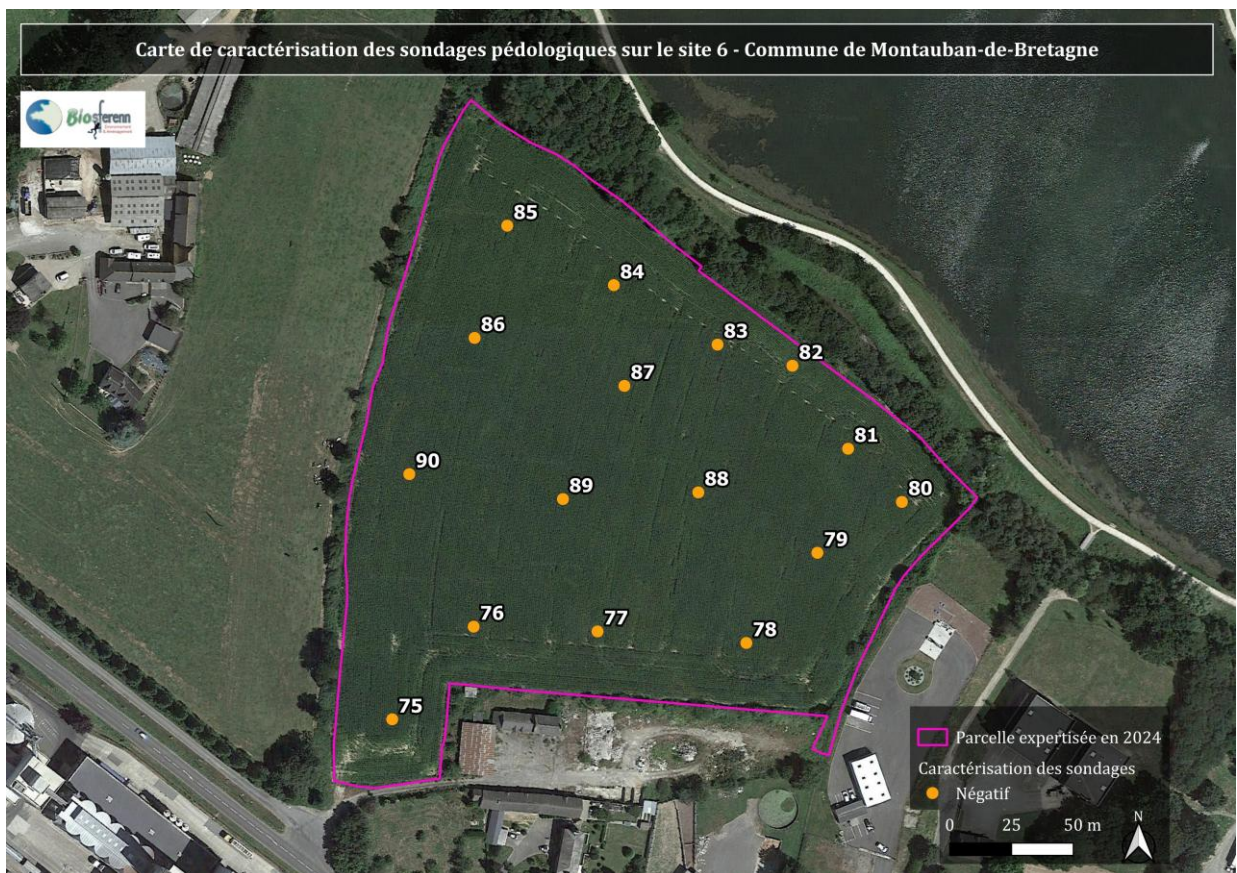 Carte de caractérisation des sondages pédologiques sur le site 6 - Commune de Montauban-de-Bretagne
Biosferenn
Environnement
& Aménagement
85
84
86
83
82
87
81
90
89
88
80
79
76
77
78
75
Parcelle expertisée en 2024
Caractérisation des sondages
Négatif
0 25 50 m
N